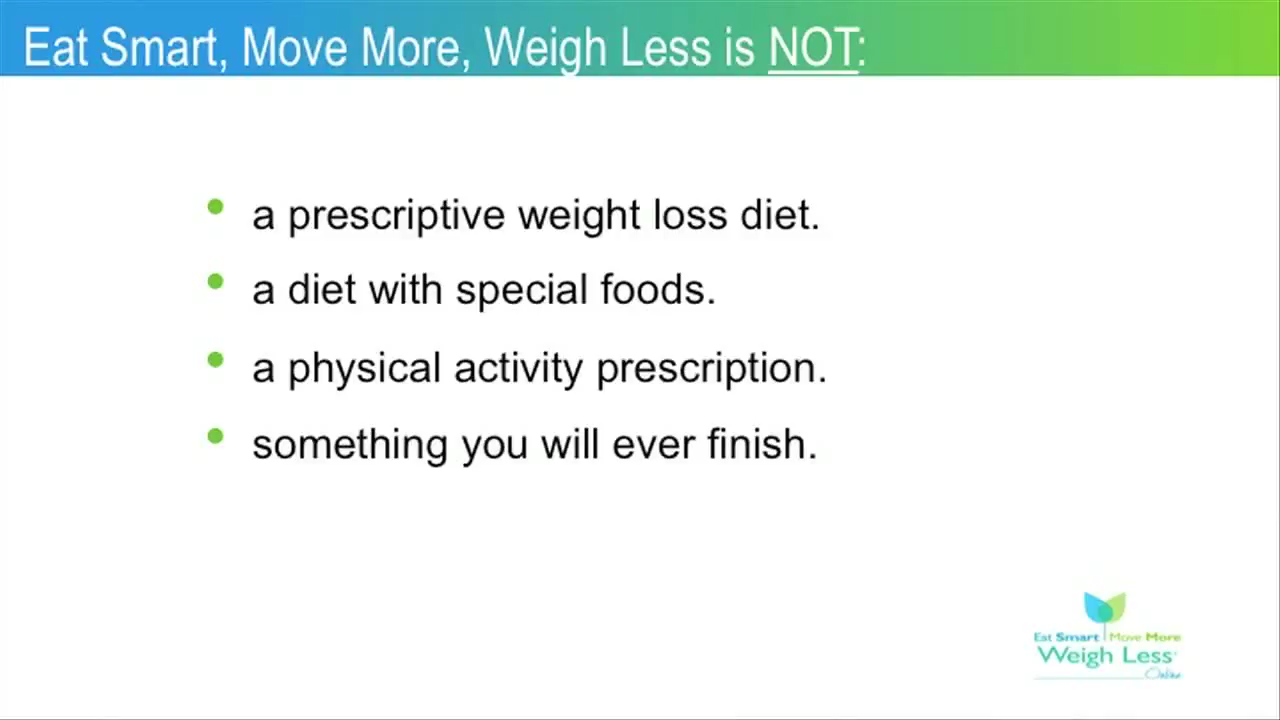 Eat Smart, Move More, Weigh Less is NOT:
a prescriptive weight loss diet.
a diet with special foods.
a physical activity prescription.
something you will ever finish.
Eat Smart Move More
Weigh Less
Online